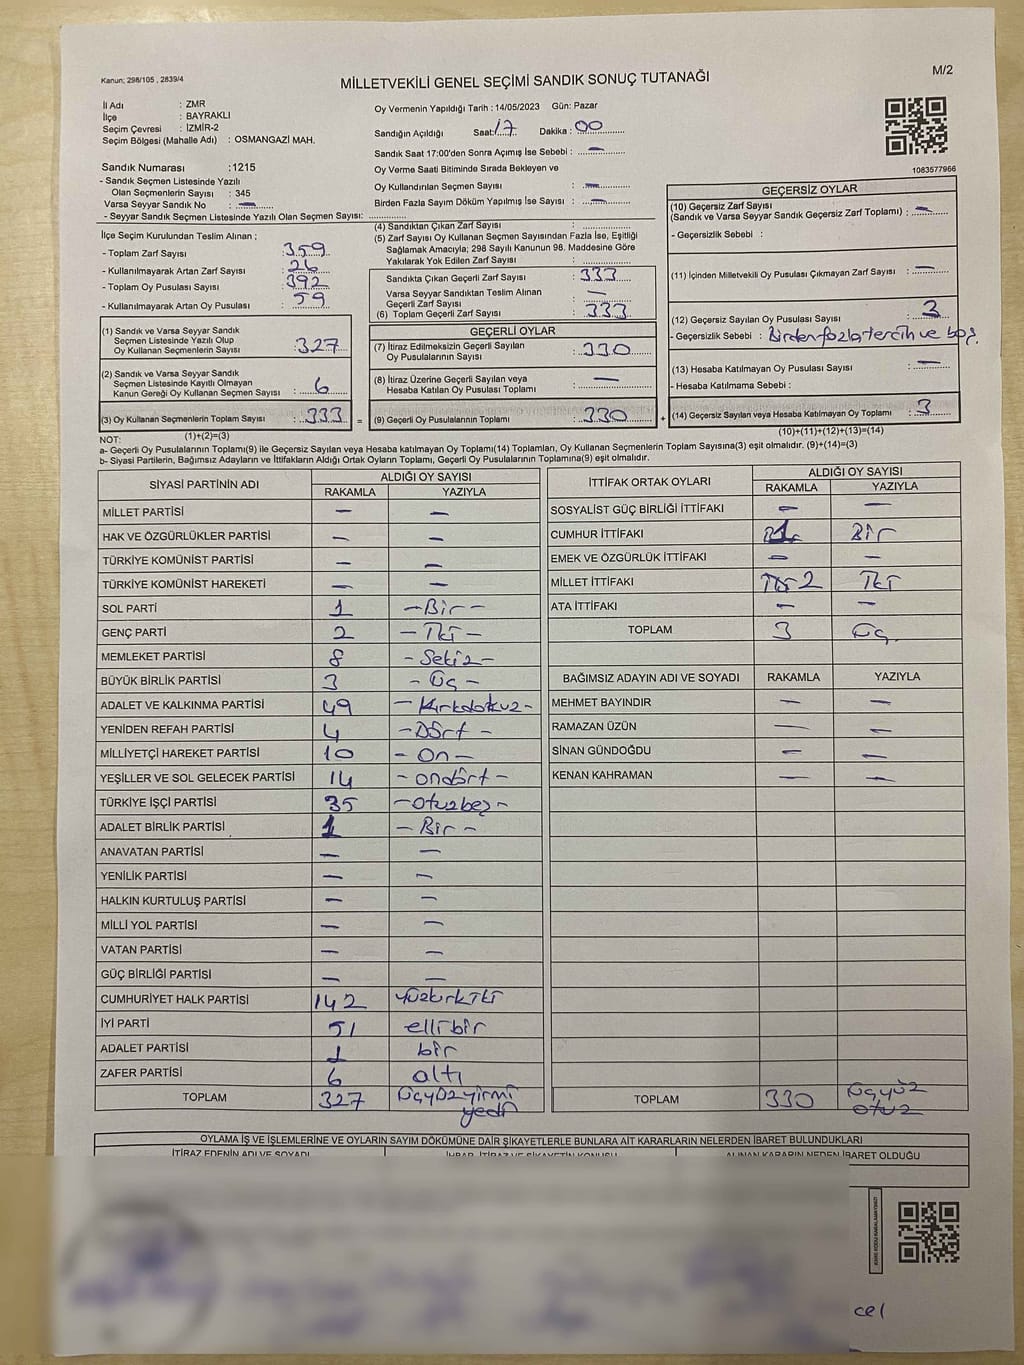 Kanun; 298/105 , 2839/4
MİLLETVEKİLİ GENEL SEÇİMİ SANDIK SONUÇ TUTANAĞI
M/2
İl Adı : ZMR
İlçe : BAYRAKLI
Seçim Çevresi : İZMİR-2
Seçim Bölgesi (Mahalle Adı) : OSMANGAZİ MAH.
Oy Vermenin Yapıldığı Tarih : 14/05/2023 Gün: Pazar
Sandığın Açıldığı Saat: 17 Dakika : 00
Sandık Saat 17:00'den Sonra Açımış İse Sebebi : —
1083577966
Sandık Numarası :1215
- Sandık Seçmen Listesinde Yazılı
Olan Seçmenlerin Sayısı : 345
Varsa Seyyar Sandık No : —
- Seyyar Sandık Seçmen Listesinde Yazılı Olan Seçmen Sayısı:
Oy Verme Saati Bitiminde Sırada Bekleyen ve
Oy Kullandırılan Seçmen Sayısı : —
Birden Fazla Sayım Döküm Yapılmış İse Sayısı : —
İlçe Seçim Kurulundan Teslim Alınan ;
- Toplam Zarf Sayısı : 359
- Kullanılmayarak Artan Zarf Sayısı : 26
- Toplam Oy Pusulası Sayısı : 392
- Kullanılmayarak Artan Oy Pusulası : 59
(1) Sandık ve Varsa Seyyar Sandık
Seçmen Listesinde Yazılı Olup
Oy Kullanan Seçmenlerin Sayısı : 327
(2) Sandık ve Varsa Seyyar Sandık
Seçmen Listesinde Kayıtlı Olmayan
Kanun Gereği Oy Kullanan Seçmen Sayısı : 6
(3) Oy Kullanan Seçmenlerin Toplam Sayısı : 333
(1)+(2)=(3)
(4) Sandıktan Çıkan Zarf Sayısı :
(5) Zarf Sayısı Oy Kullanan Seçmen Sayısından Fazla İse, Eşitliği
Sağlamak Amacıyla; 298 Sayılı Kanunun 98. Maddesine Göre
Yakılarak Yok Edilen Zarf Sayısı :
Sandıkta Çıkan Geçerli Zarf Sayısı : 333
Varsa Seyyar Sandıktan Teslim Alınan
Geçerli Zarf Sayısı : —
(6) Toplam Geçerli Zarf Sayısı : 333
GEÇERLİ OYLAR
(7) İtiraz Edilmeksizin Geçerli Sayılan
Oy Pusulalarının Sayısı : 330
(8) İtiraz Üzerine Geçerli Sayılan veya
Hesaba Katılan Oy Pusulası Toplamı : —
= (9) Geçerli Oy Pusulalarının Toplamı : 330
GEÇERSİZ OYLAR
(10) Geçersiz Zarf Sayısı
(Sandık ve Varsa Seyyar Sandık Geçersiz Zarf Toplamı) : —
- Geçersizlik Sebebi :
(11) İçinden Milletvekili Oy Pusulası Çıkmayan Zarf Sayısı : —
(12) Geçersiz Sayılan Oy Pusulası Sayısı : 3
- Geçersizlik Sebebi : Birden fazla tercih ve boş.
(13) Hesaba Katılmayan Oy Pusulası Sayısı : —
- Hesaba Katılmama Sebebi :
+ (14) Geçersiz Sayılan veya Hesaba Katılmayan Oy Toplamı : 3
(10)+(11)+(12)+(13)=(14)
NOT:
a- Geçerli Oy Pusulalarının Toplamı(9) ile Geçersiz Sayılan veya Hesaba katılmayan Oy Toplamı(14) Toplamları, Oy Kullanan Seçmenlerin Toplam Sayısına(3) eşit olmalıdır. (9)+(14)=(3)
b- Siyasi Partilerin, Bağımsız Adayların ve İttifakların Aldığı Ortak Oyların Toplamı, Geçerli Oy Pusulalarının Toplamına(9) eşit olmalıdır.
SİYASİ PARTİNİN ADI
ALDIĞI OY SAYISI
RAKAMLA YAZIYLA
MİLLET PARTİSİ — —
HAK VE ÖZGÜRLÜKLER PARTİSİ — —
TÜRKİYE KOMÜNİST PARTİSİ — —
TÜRKİYE KOMÜNİST HAREKETİ — —
SOL PARTİ 1 —Bir—
GENÇ PARTİ 2 —İki—
MEMLEKET PARTİSİ 8 —Sekiz—
BÜYÜK BİRLİK PARTİSİ 3 —Üç—
ADALET VE KALKINMA PARTİSİ 49 —Kırkdokuz—
YENİDEN REFAH PARTİSİ 4 —Dört—
MİLLİYETÇİ HAREKET PARTİSİ 10 —On—
YEŞİLLER VE SOL GELECEK PARTİSİ 14 —ondört—
TÜRKİYE İŞÇİ PARTİSİ 35 —otuzbeş—
ADALET BİRLİK PARTİSİ 1 —Bir—
ANAVATAN PARTİSİ — —
YENİLİK PARTİSİ — —
HALKIN KURTULUŞ PARTİSİ — —
MİLLİ YOL PARTİSİ — —
VATAN PARTİSİ — —
GÜÇ BİRLİĞİ PARTİSİ — —
CUMHURİYET HALK PARTİSİ 142 yüzkırkiki
İYİ PARTİ 51 ellibir
ADALET PARTİSİ 1 bir
ZAFER PARTİSİ 6 altı
TOPLAM 327 üçyüzyirmi
yedi
İTTİFAK ORTAK OYLARI
ALDIĞI OY SAYISI
RAKAMLA YAZIYLA
SOSYALİST GÜÇ BİRLİĞİ İTTİFAKI — —
CUMHUR İTTİFAKI 1 Bir
EMEK VE ÖZGÜRLÜK İTTİFAKI — —
MİLLET İTTİFAKI 2 İki
ATA İTTİFAKI — —
TOPLAM 3 Üç
BAĞIMSIZ ADAYIN ADI VE SOYADI RAKAMLA YAZIYLA
MEHMET BAYINDIR — —
RAMAZAN ÜZÜN — —
SİNAN GÜNDOĞDU — —
KENAN KAHRAMAN — —
TOPLAM 330 Üçyüz
otuz
OYLAMA İŞ VE İŞLEMLERİNE VE OYLARIN SAYIM DÖKÜMÜNE DAİR ŞİKAYETLERLE BUNLARA AİT KARARLARIN NELERDEN İBARET BULUNDUKLARI
İTİRAZ EDENİN ADI VE SOYADI İHBAR, İTİRAZ VE ŞİKAYETİN KONUSU ALINAN KARARIN NEDEN İBARET OLDUĞU
cel